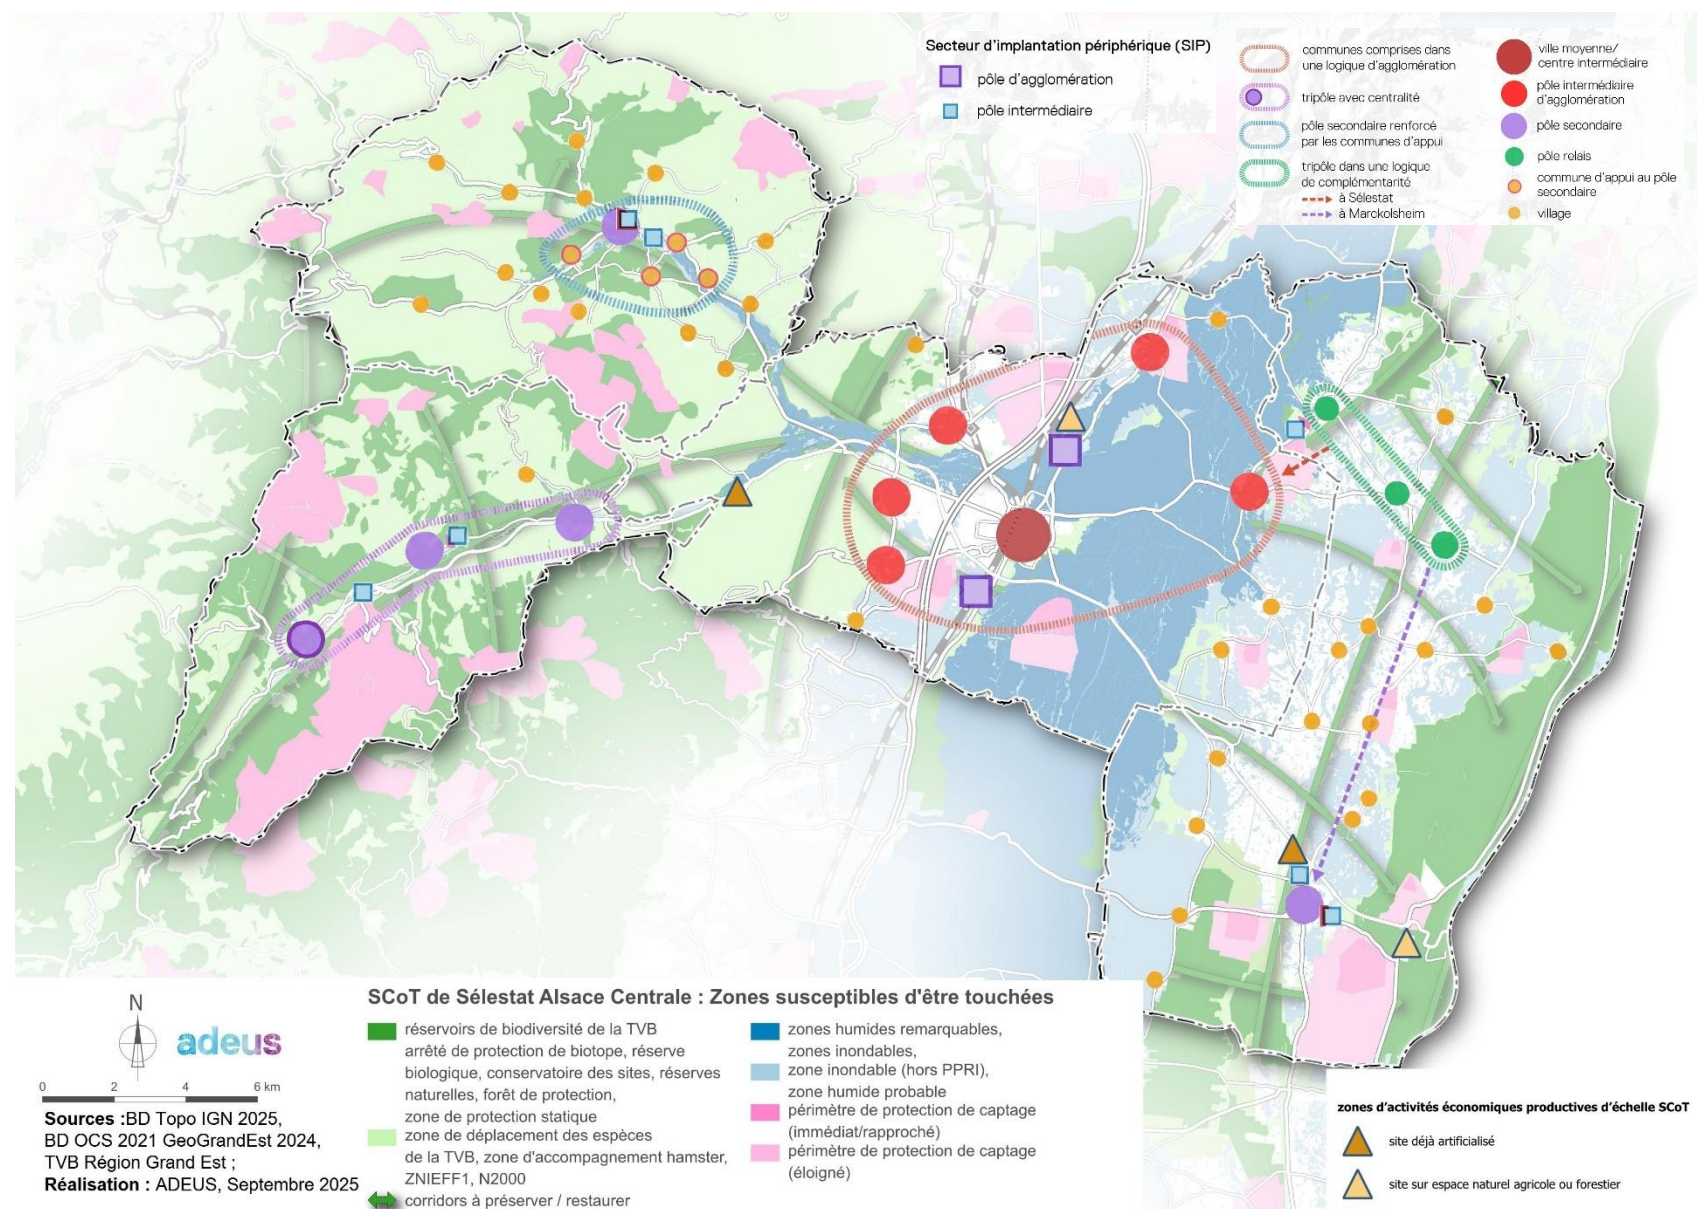 Secteur d'implantation périphérique (SIP)
pôle d'agglomération
pôle intermédiaire
communes comprises dans
une logique d'agglomération
tripôle avec centralité
pôle secondaire renforcé
par les communes d'appui
tripôle dans une logique
de complémentarité
à Sélestat
à Marckolsheim
ville moyenne/
centre intermédiaire
pôle intermédiaire
d'agglomération
pôle secondaire
pôle relais
commune d'appui au pôle
secondaire
village
N
adeus
0 2 4 6 km
Sources :BD Topo IGN 2025,
BD OCS 2021 GeoGrandEst 2024,
TVB Région Grand Est ;
Réalisation : ADEUS, Septembre 2025
SCoT de Sélestat Alsace Centrale : Zones susceptibles d'être touchées
réservoirs de biodiversité de la TVB
arrêté de protection de biotope, réserve
biologique, conservatoire des sites, réserves
naturelles, forêt de protection,
zone de protection statique
zone de déplacement des espèces
de la TVB, zone d'accompagnement hamster,
ZNIEFF1, N2000
corridors à préserver / restaurer
zones humides remarquables,
zones inondables,
zone inondable (hors PPRI),
zone humide probable
périmètre de protection de captage
(immédiat/rapproché)
périmètre de protection de captage
(éloigné)
zones d'activités économiques productives d'échelle SCoT
site déjà artificialisé
site sur espace naturel agricole ou forestier